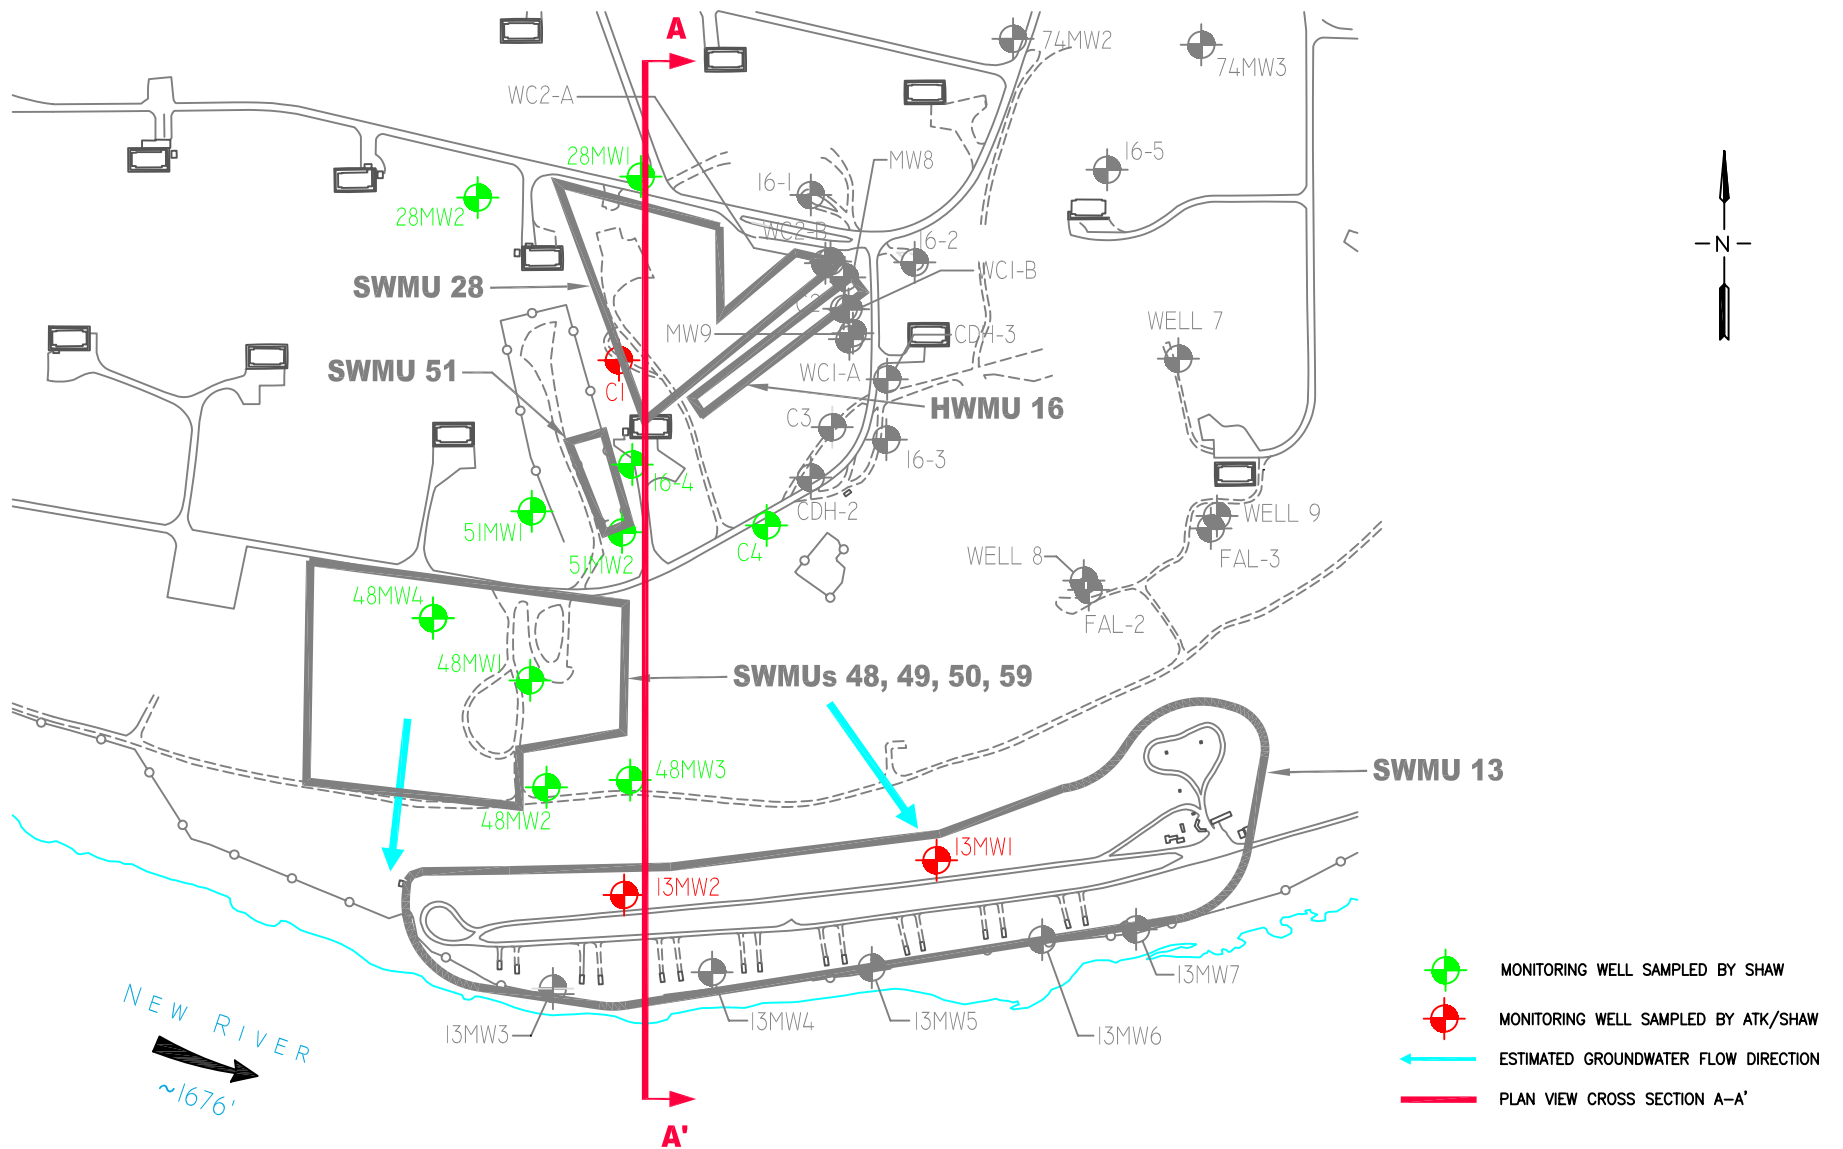 A
74MW2
74MW3
WC2-A
28MW1
MW8
16-5
16-1
28MW2
WC2-B
16-2
N
WC1-B
SWMU 28
C2
WELL 7
MW9
CDH-3
SWMU 51
WC1-A
C1
HWMU 16
C3
16-3
16-4
51MW1
CDH-2
WELL 9
C4
WELL 8
FAL-3
51MW2
48MW4
FAL-2
48MW1
SWMUs 48, 49, 50, 59
48MW3
SWMU 13
48MW2
13MW1
13MW2
MONITORING WELL SAMPLED BY SHAW
13MW7
NEW RIVER
MONITORING WELL SAMPLED BY ATK/SHAW
13MW3
13MW4
13MW5
13MW6
ESTIMATED GROUNDWATER FLOW DIRECTION
~1676'
PLAN VIEW CROSS SECTION A-A'
A'